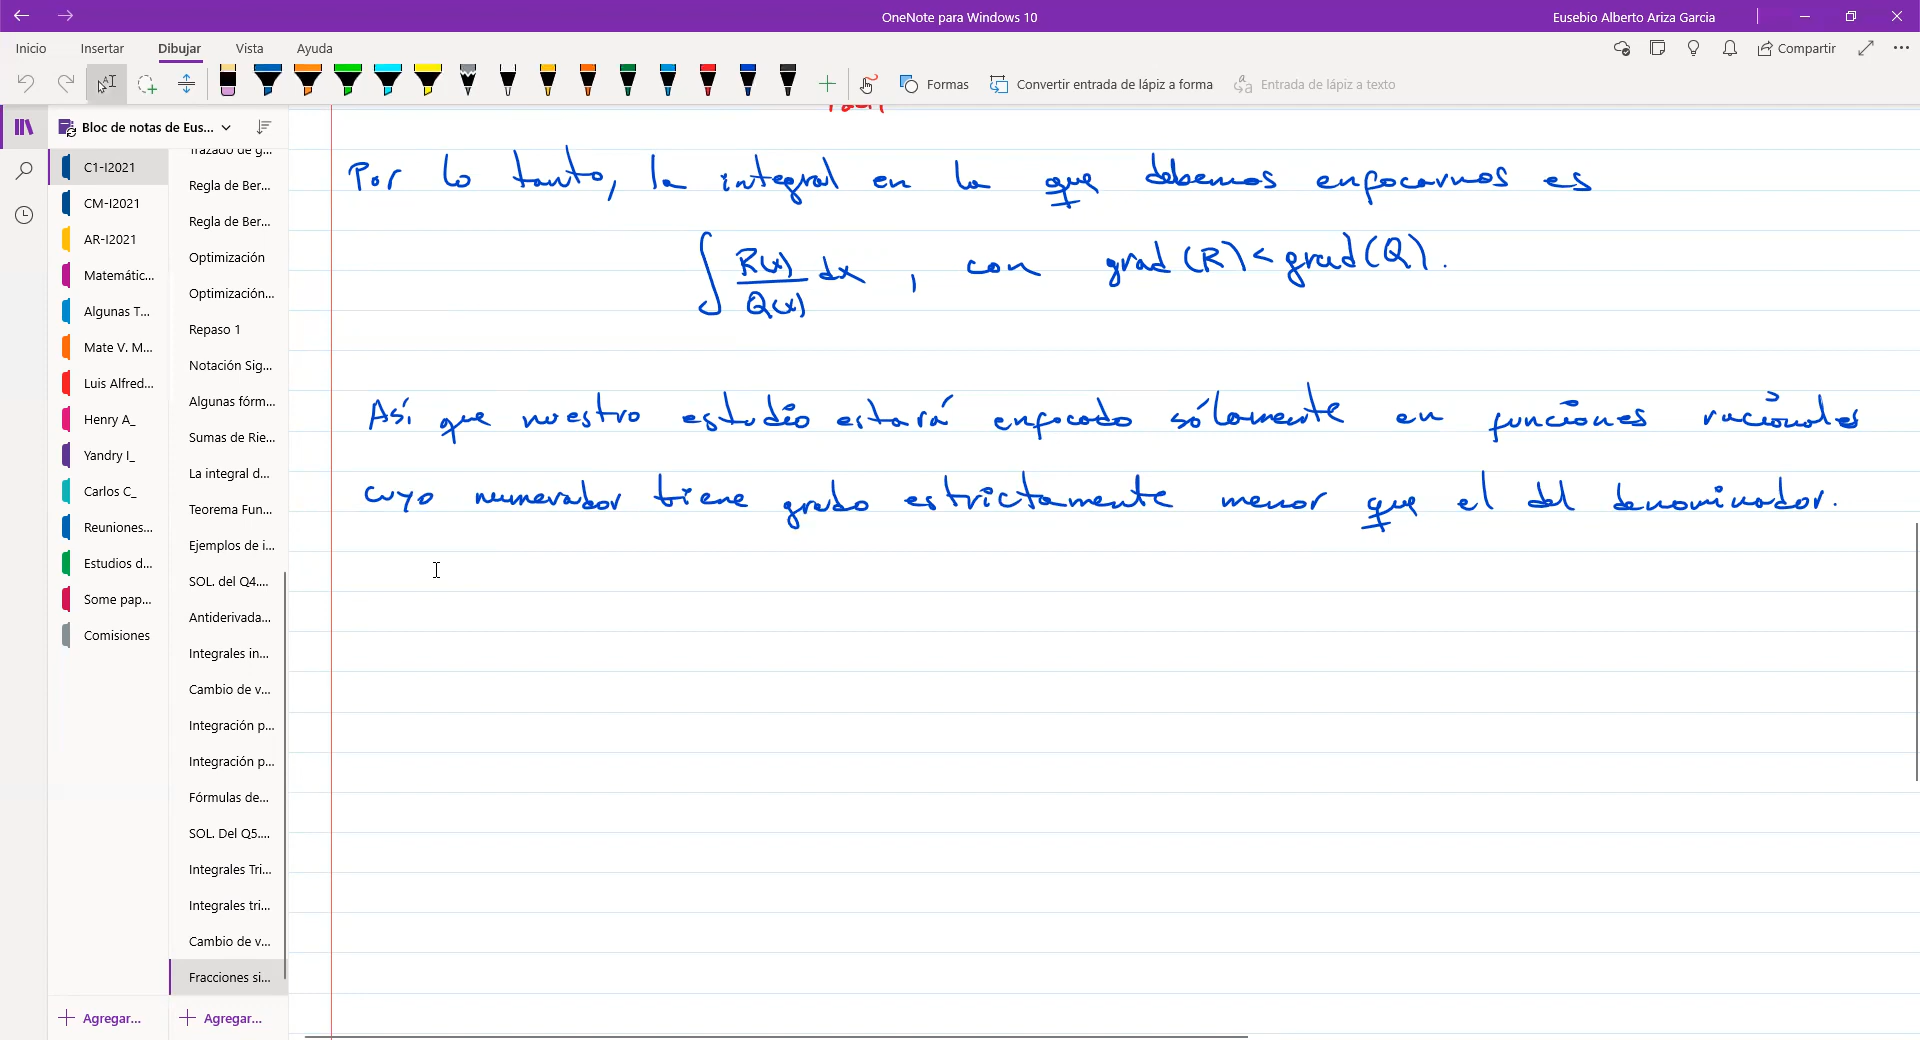 OneNote para Windows 10
Eusebio Alberto Ariza Garcia
Inicio
Insertar
Dibujar
Vista
Ayuda
Compartir
Formas
Convertir entrada de lápiz a forma
Entrada de lápiz a texto
Bloc de notas de Eus...
C1-I2021
CM-I2021
AR-I2021
Matemátic...
Algunas T...
Mate V. M...
Luis Alfred...
Henry A_
Yandry I_
Carlos C_
Reuniones...
Estudios d...
Some pap...
Comisiones
Agregar...
Trazado de g...
Regla de Ber...
Regla de Ber...
Optimización
Optimización...
Repaso 1
Notación Sig...
Algunas fórm...
Sumas de Rie...
La integral d...
Teorema Fun...
Ejemplos de i...
SOL. del Q4....
Antiderivada...
Integrales in...
Cambio de v...
Integración p...
Integración p...
Fórmulas de...
SOL. Del Q5....
Integrales Tri...
Integrales tri...
Cambio de v...
Fracciones si...
Agregar...
Por lo tanto, la integral en la que debemos enfocarnos es
∫ R(x)/Q(x) dx , con grad (R) < grad (Q).
Así que nuestro estudio estará enfocado sólamente en funciones racionales
cuyo numerador tiene grado estrictamente menor que el del denominador.